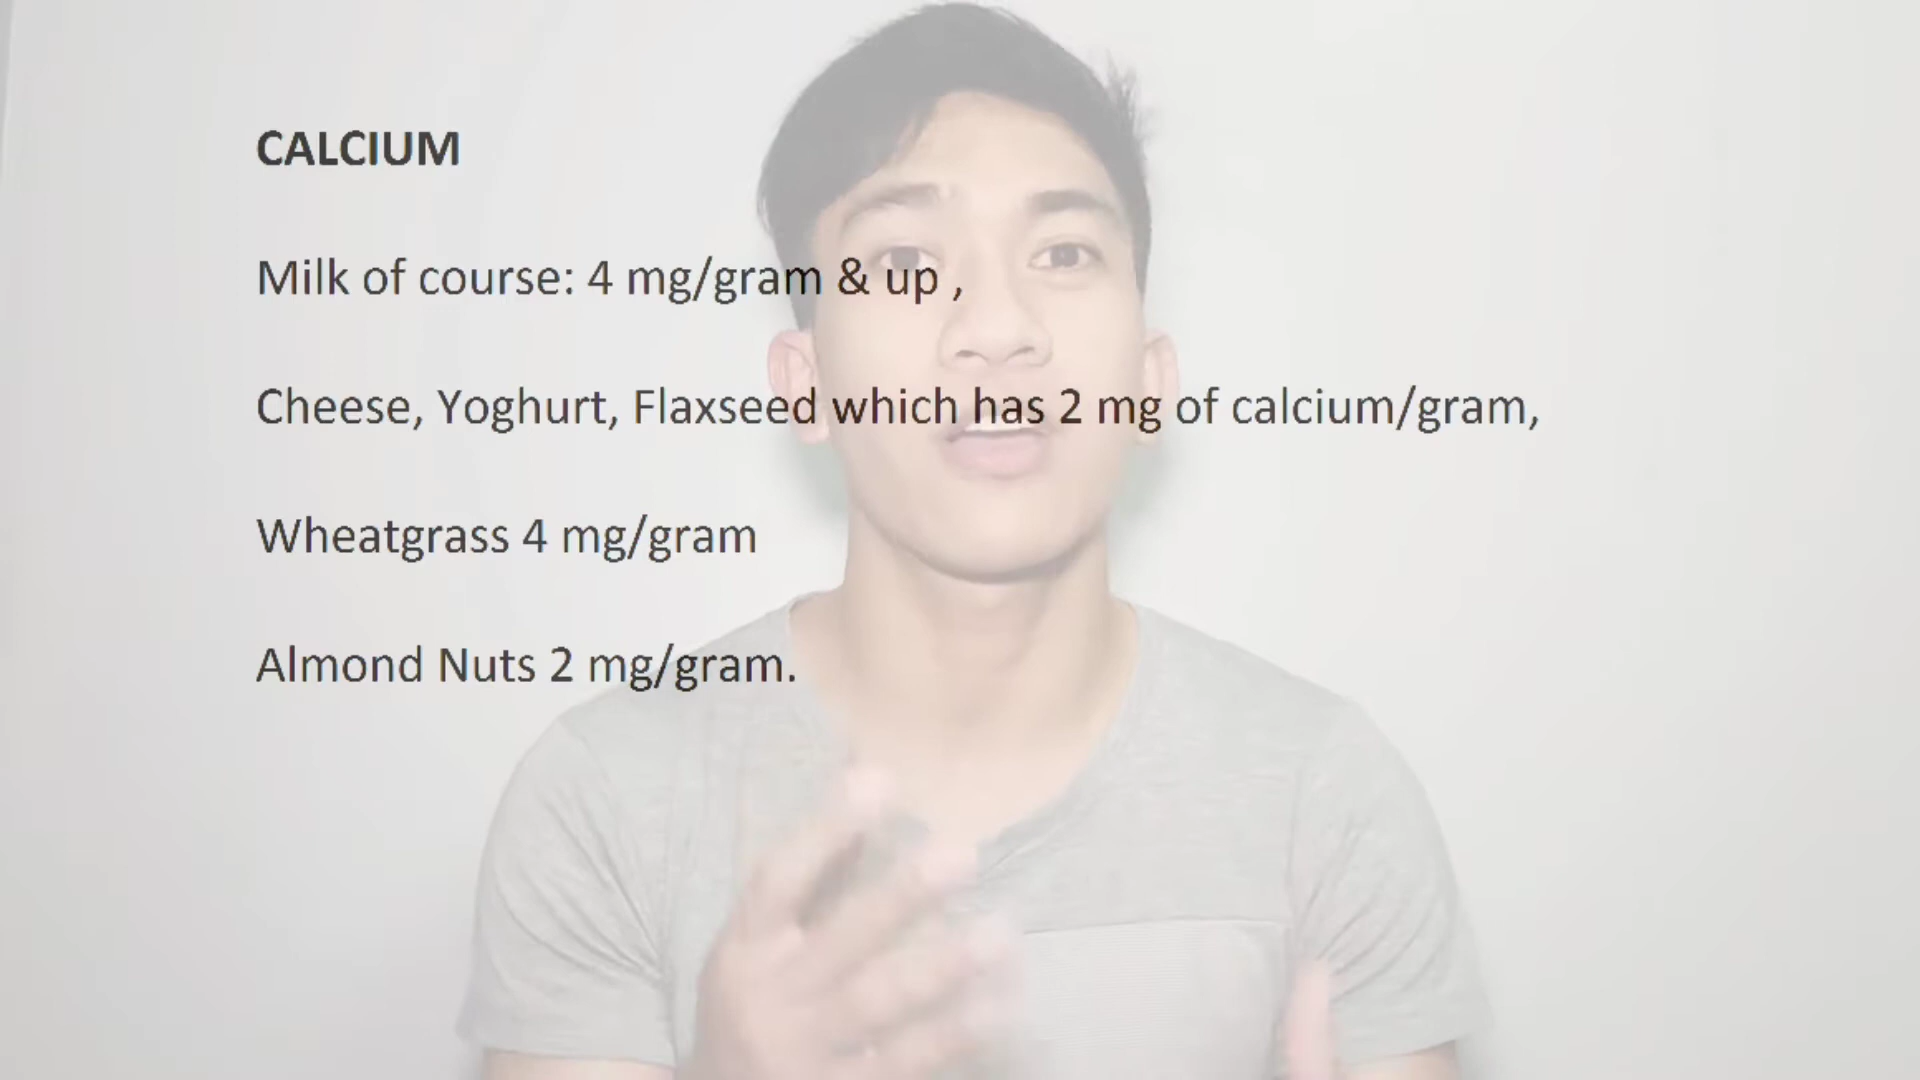 CALCIUM
Milk of course: 4 mg/gram & up ,
Cheese, Yoghurt, Flaxseed which has 2 mg of calcium/gram,
Wheatgrass 4 mg/gram
Almond Nuts 2 mg/gram.